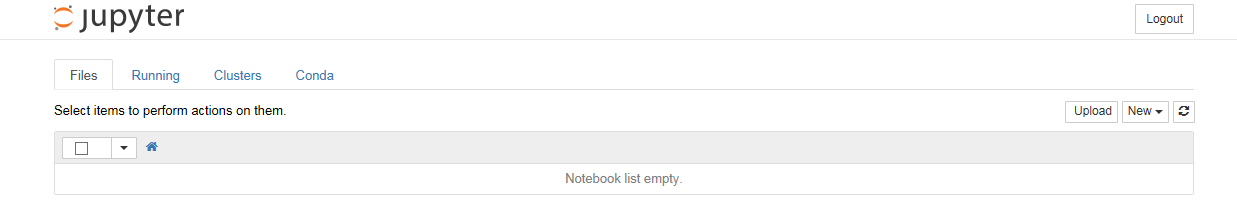 jupyter
Logout
Files Running Clusters Conda
Select items to perform actions on them.
Upload New
Notebook list empty.